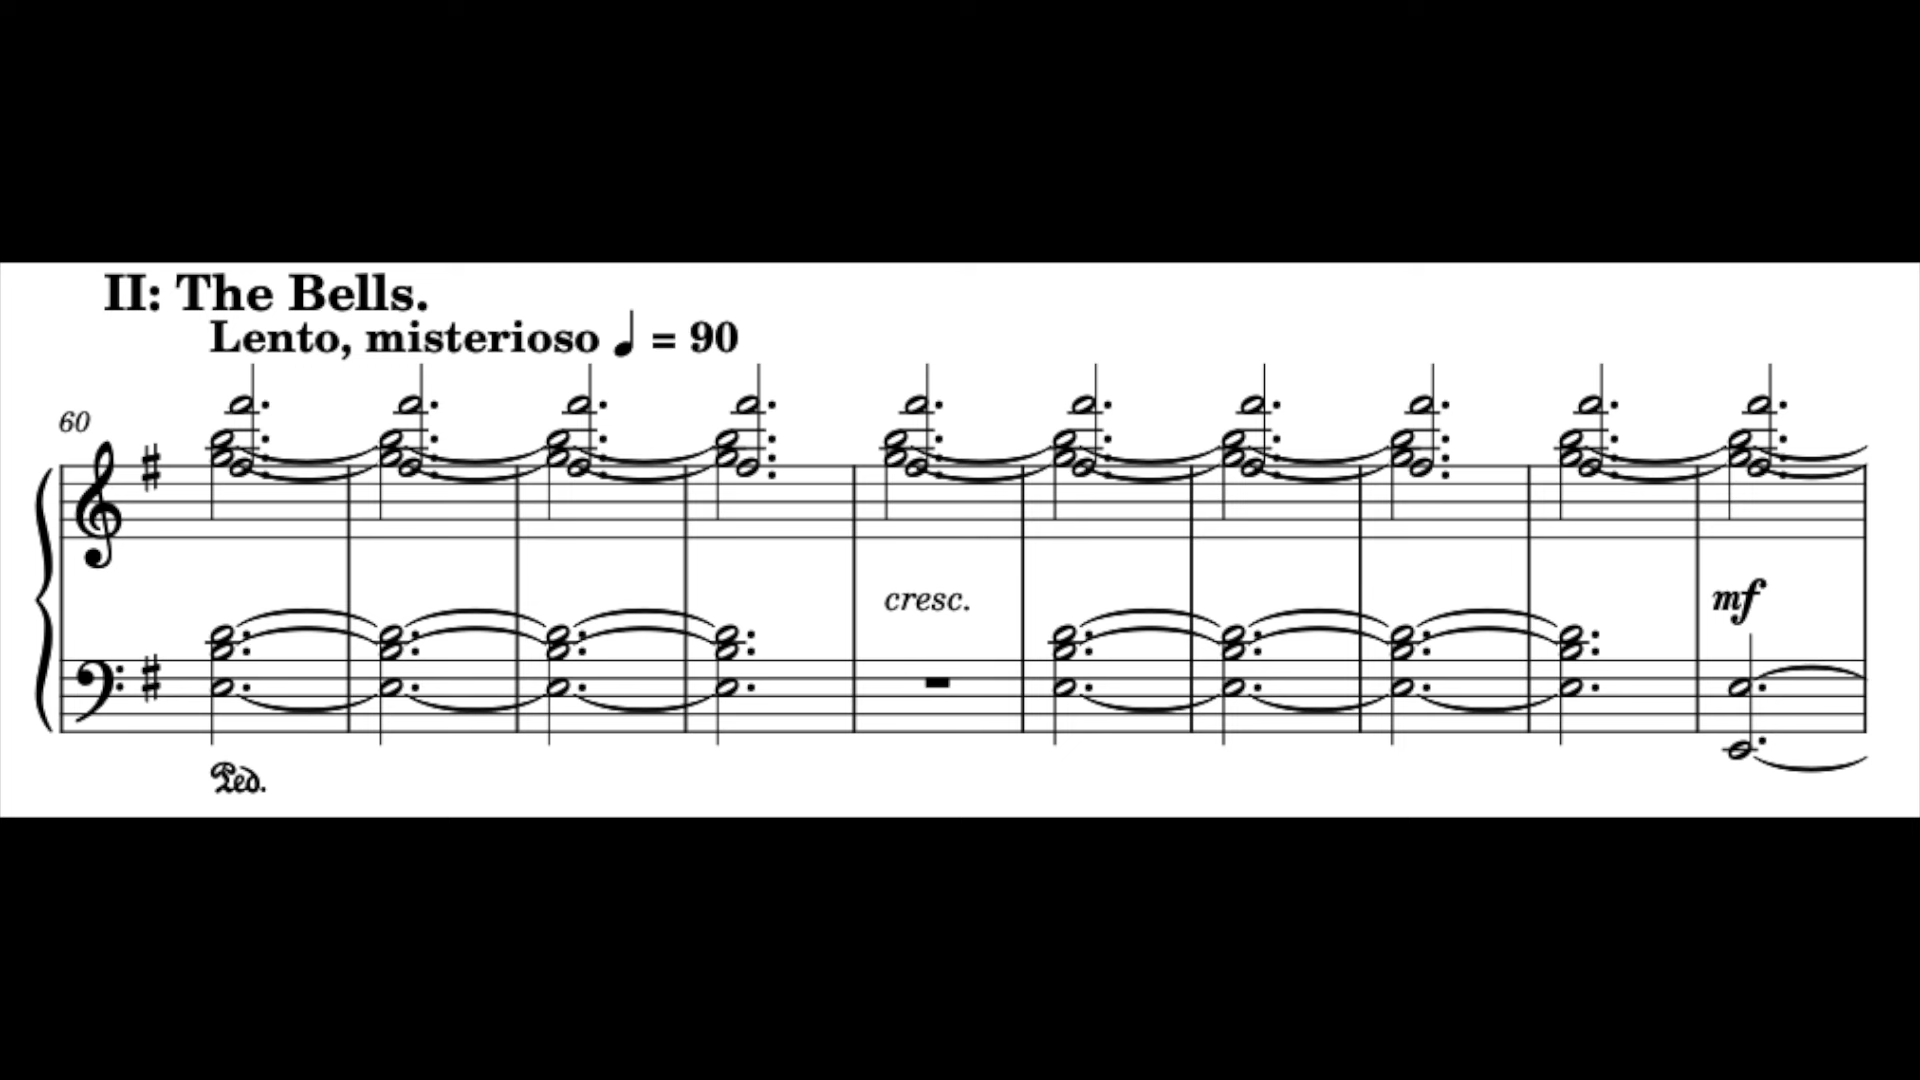 II: The Bells.
Lento, misterioso ♩ = 90
60
cresc.
mf
Ped.